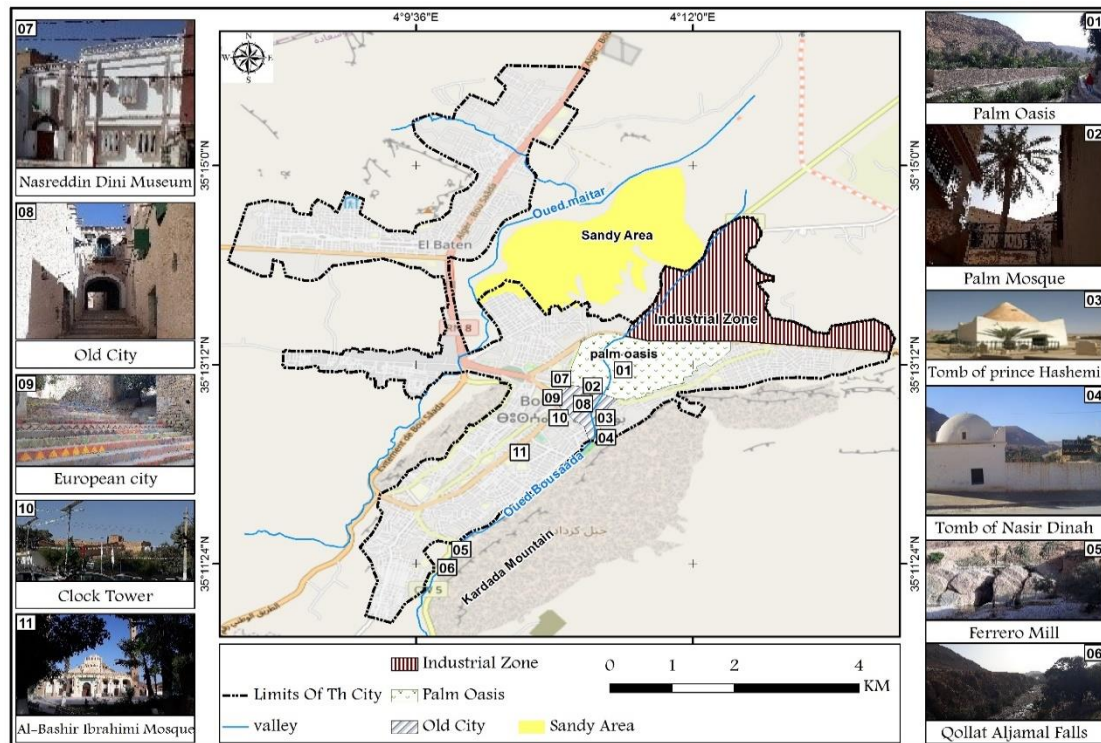 07
Nasreddin Dini Museum
08
Old City
09
European city
10
Clock Tower
11
Al-Bashir Ibrahimi Mosque
4°9'36"E
4°12'0"E
N
W
E
S
35°15'0"N
35°13'12"N
35°11'24"N
35°15'0"N
35°13'12"N
35°11'24"N
Oued maitar
Sandy Area
El Baten
Industrial Zone
palm oasis
01
07
02
09
08
10
03
04
11
Oued Bousaada
05
06
Kardada Mountain
جبل كردادة
Industrial Zone
Limits Of Th City
Palm Oasis
valley
Old City
Sandy Area
0
1
2
4
KM
01
Palm Oasis
02
Palm Mosque
03
Tomb of prince Hashemi
04
Tomb of Nasir Dinah
05
Ferrero Mill
06
Qollat Aljamal Falls